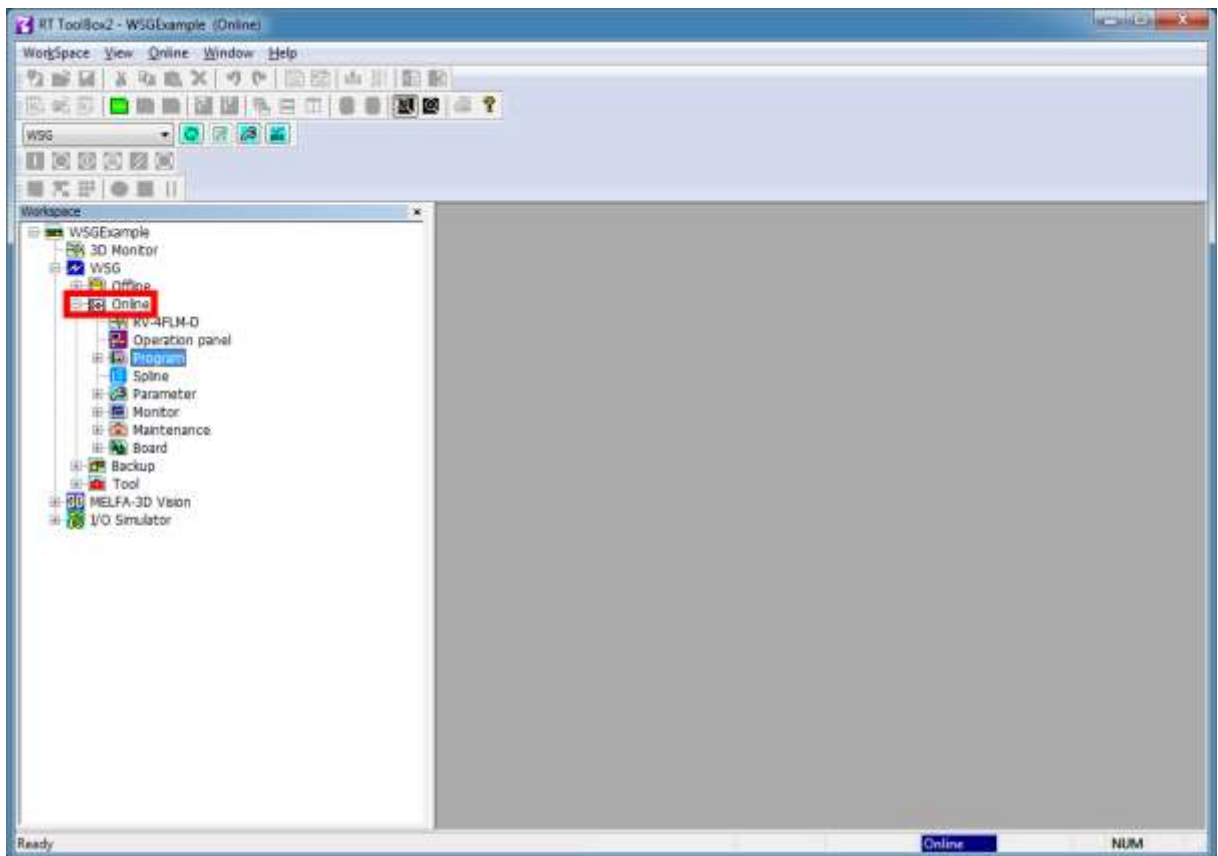 RT ToolBox2 - WSGExample (Online)
WorkSpace View Online Window Help
WSG
Workspace
WSGExample
3D Monitor
WSG
Offline
Online
RV-4FLM-D
Operation panel
Program
Spline
Parameter
Monitor
Maintenance
Board
Backup
Tool
MELFA-3D Vision
I/O Simulator
Ready Online NUM